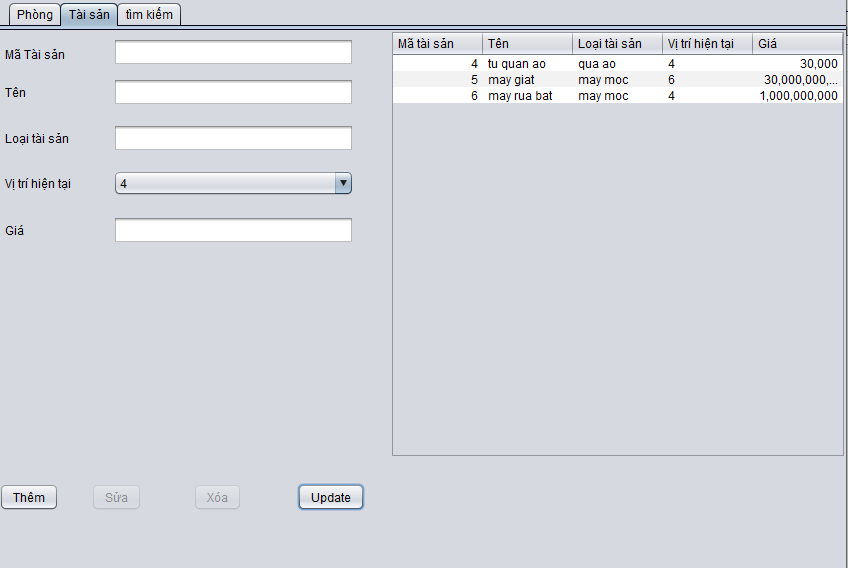 Phòng Tài sản tìm kiếm
Mã Tài sản
Tên
Loại tài sản
Vị trí hiện tại 4
Giá
Mã tài sản Tên Loại tài sản Vị trí hiện tại Giá
4 tu quan ao qua ao 4 30,000
5 may giat may moc 6 30,000,000,...
6 may rua bat may moc 4 1,000,000,000
Thêm Sửa Xóa Update